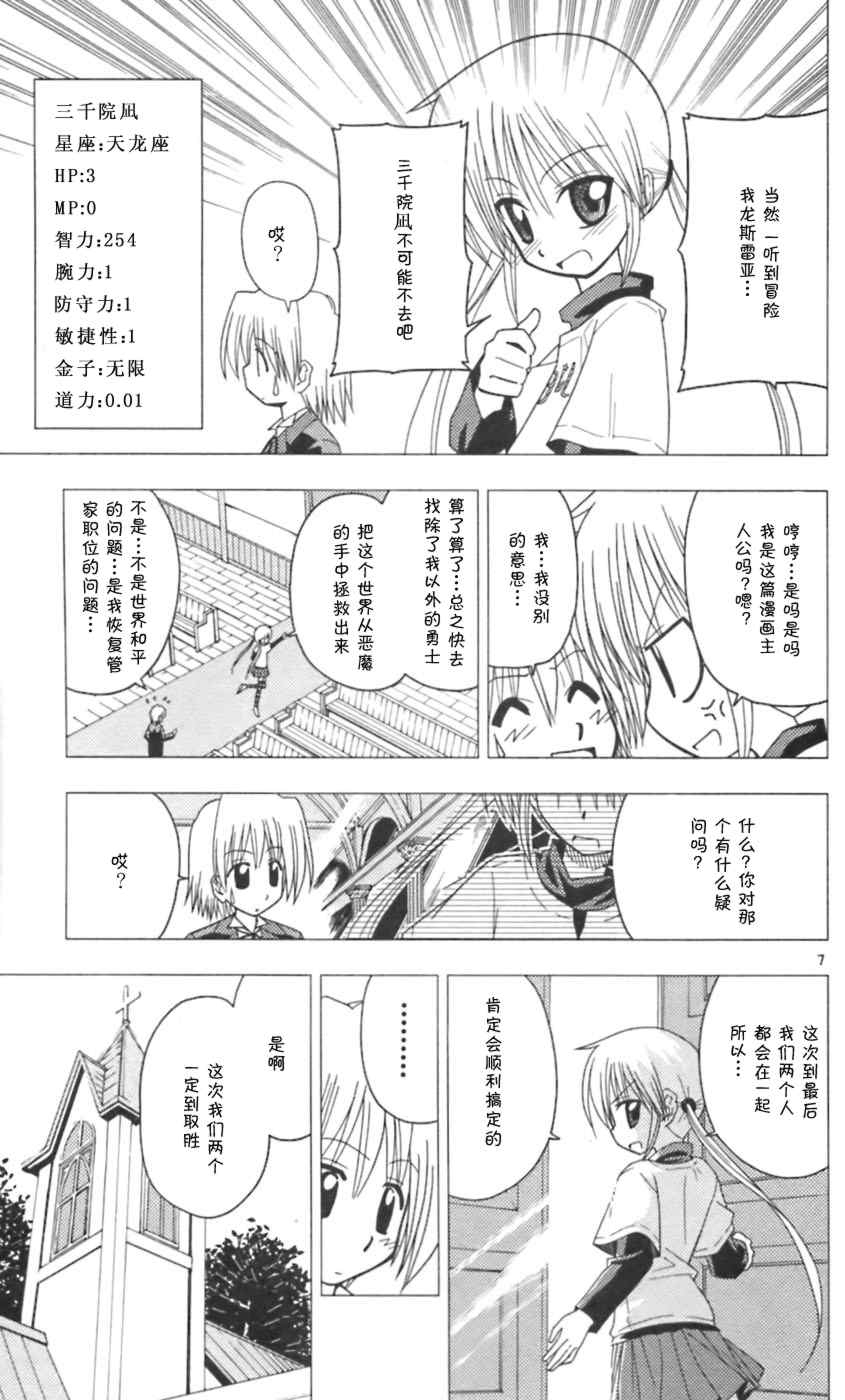 当然 一听到冒险
我龙斯雷亚…
三千院凪不可能不去吧
哎?
三千院凪
星座:天龙座
HP:3
MP:0
智力:254
腕力:1
防守力:1
敏捷性:1
金子:无限
道力:0.01
哼哼…是吗是吗
我是这篇漫画主
人公吗?嗯?
我…我没别
的意思…
算了算了…总之快去
找除了我以外的勇士
把这个世界从恶魔
的手中拯救出来
不是…不是世界和平
的问题…是我恢复管
家职位的问题…
什么?你对那
个有什么疑
问吗?
哎?
7
这次到最后
我们两个人
都会在一起
所以…
肯定会顺利搞定的
………
是啊
这次我们两个
一定到取胜